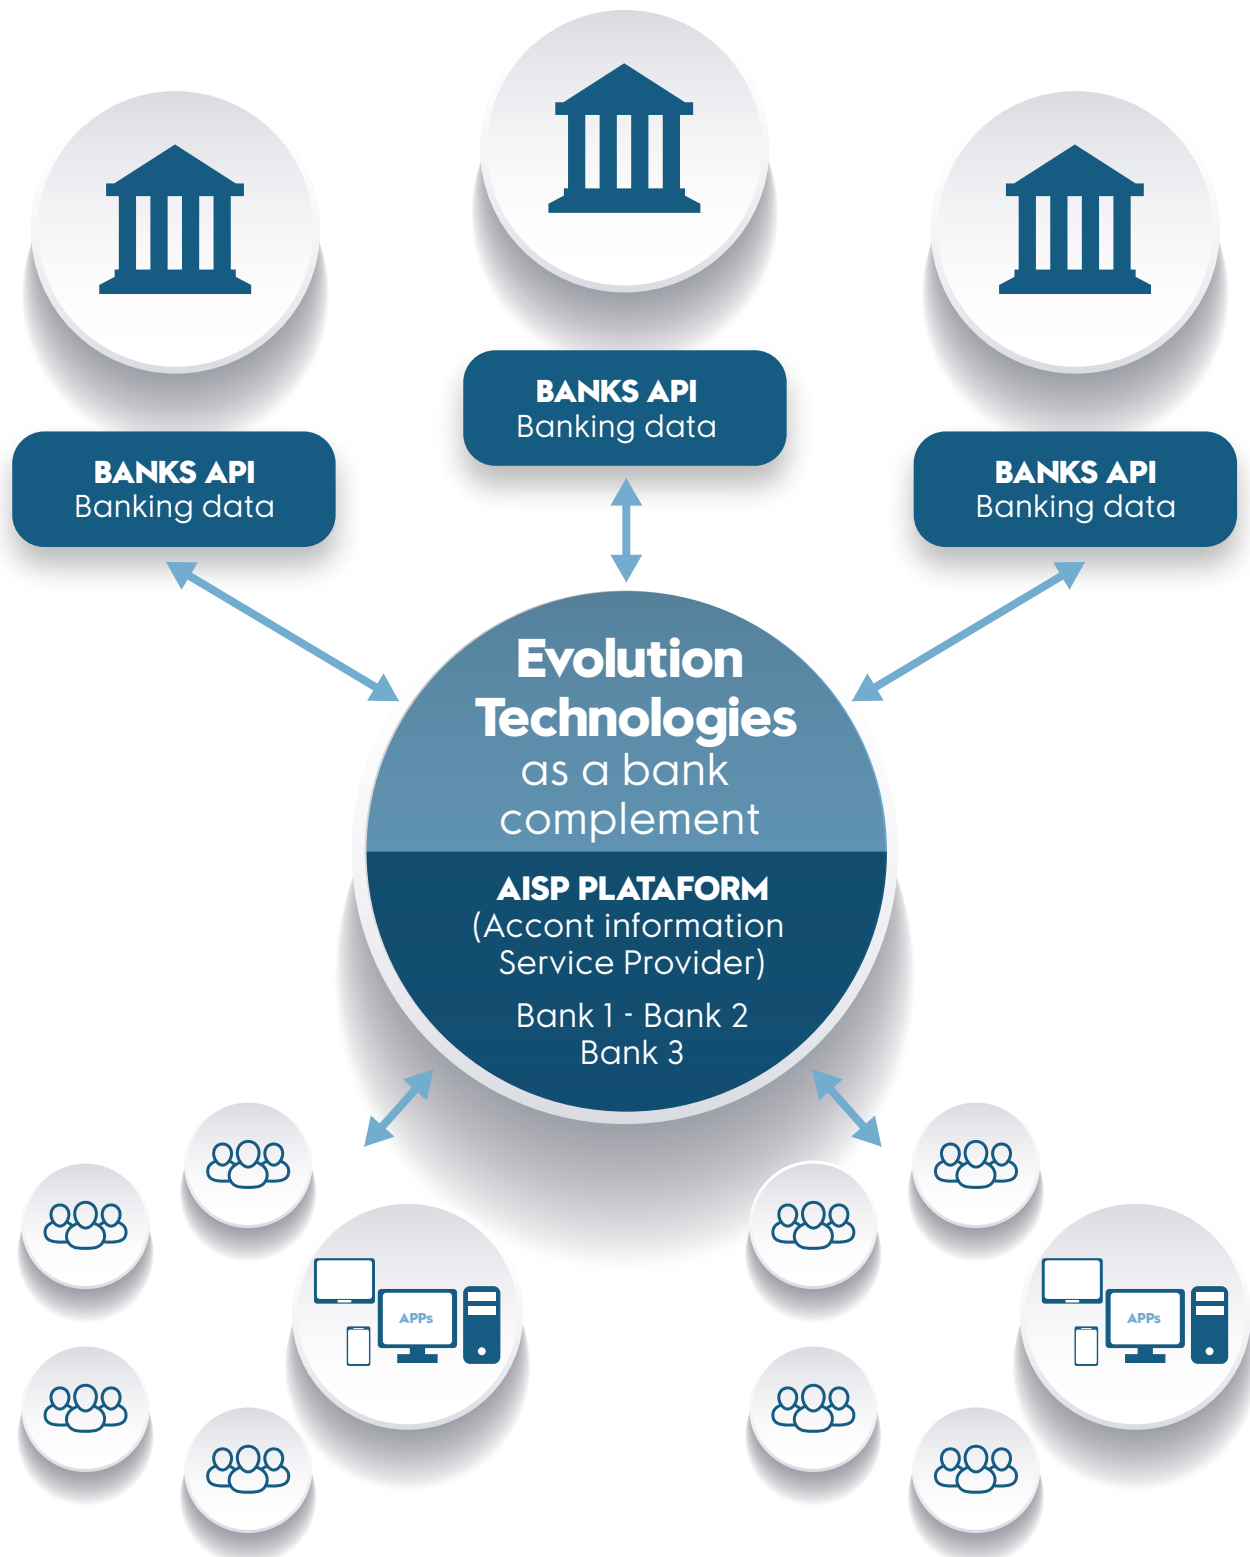 BANKS API
Banking data
BANKS API
Banking data
BANKS API
Banking data
Evolution
Technologies
as a bank
complement
AISP PLATAFORM
(Accont information
Service Provider)
Bank 1 - Bank 2
Bank 3
APPs
APPs